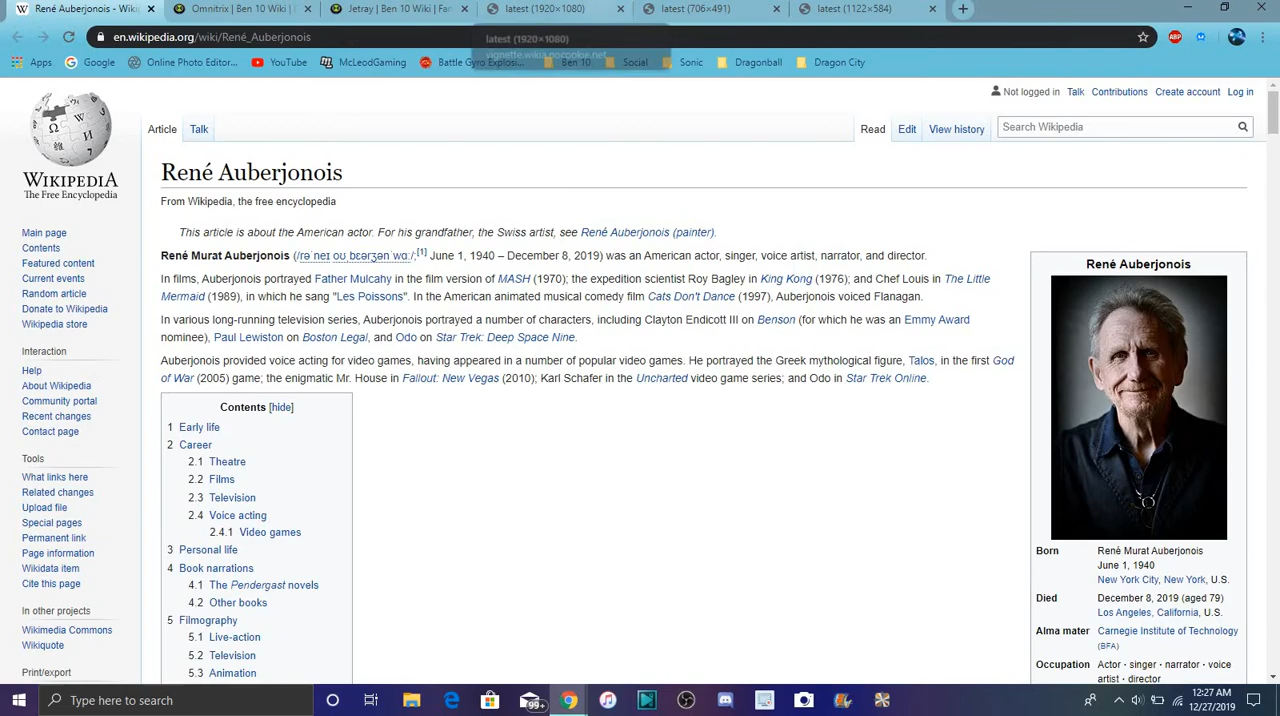 René Auberjonois - Wiki
Omnitrix | Ben 10 Wiki | F
Jetray | Ben 10 Wiki | Fan
latest (1920×1080)
latest (706×491)
latest (1122×584)
en.wikipedia.org/wiki/René_Auberjonois
latest (1920×1080)
vignette.wikia.nocookie.net
ABP
Apps
Google
Online Photo Editor...
YouTube
McLeodGaming
Battle Gyro Explosi...
Ben 10
Social
Sonic
Dragonball
Dragon City
Not logged in
Talk
Contributions
Create account
Log in
Article
Talk
Read
Edit
View history
Search Wikipedia
WIKIPEDIA
The Free Encyclopedia
René Auberjonois
From Wikipedia, the free encyclopedia
This article is about the American actor. For his grandfather, the Swiss artist, see René Auberjonois (painter).
René Murat Auberjonois (/rəˈneɪ oʊˌbɛərʒənˈwɑː/;[1] June 1, 1940 – December 8, 2019) was an American actor, singer, voice artist, narrator, and director.
In films, Auberjonois portrayed Father Mulcahy in the film version of MASH (1970); the expedition scientist Roy Bagley in King Kong (1976); and Chef Louis in The Little
Mermaid (1989), in which he sang "Les Poissons". In the American animated musical comedy film Cats Don't Dance (1997), Auberjonois voiced Flanagan.
In various long-running television series, Auberjonois portrayed a number of characters, including Clayton Endicott III on Benson (for which he was an Emmy Award
nominee), Paul Lewiston on Boston Legal, and Odo on Star Trek: Deep Space Nine.
Auberjonois provided voice acting for video games, having appeared in a number of popular video games. He portrayed the Greek mythological figure, Talos, in the first God
of War (2005) game; the enigmatic Mr. House in Fallout: New Vegas (2010); Karl Schafer in the Uncharted video game series; and Odo in Star Trek Online.
Contents [hide]
1 Early life
2 Career
2.1 Theatre
2.2 Films
2.3 Television
2.4 Voice acting
2.4.1 Video games
3 Personal life
4 Book narrations
4.1 The Pendergast novels
4.2 Other books
5 Filmography
5.1 Live-action
5.2 Television
5.3 Animation
Main page
Contents
Featured content
Current events
Random article
Donate to Wikipedia
Wikipedia store
Interaction
Help
About Wikipedia
Community portal
Recent changes
Contact page
Tools
What links here
Related changes
Upload file
Special pages
Permanent link
Page information
Wikidata item
Cite this page
In other projects
Wikimedia Commons
Wikiquote
Print/export
René Auberjonois
Born René Murat Auberjonois
June 1, 1940
New York City, New York, U.S.
Died December 8, 2019 (aged 79)
Los Angeles, California, U.S.
Alma mater Carnegie Institute of Technology
(BFA)
Occupation Actor · singer · narrator · voice
artist · director
Type here to search
99+
12:27 AM
12/27/2019